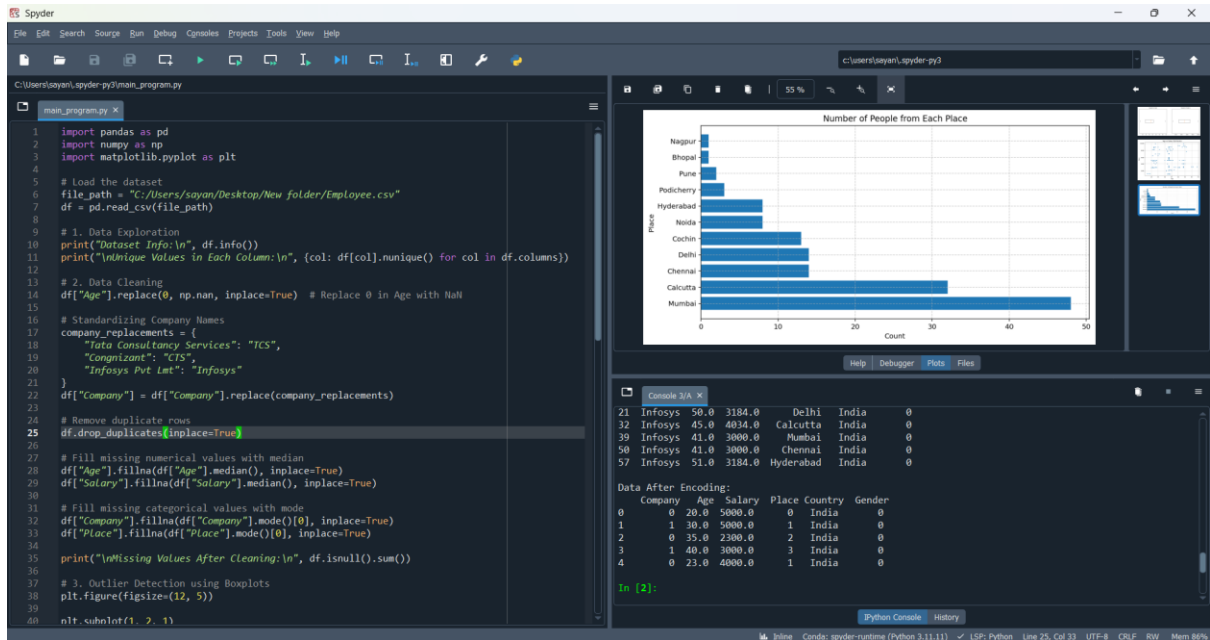 Spyder
File Edit Search Source Run Debug Consoles Projects Tools View Help
c:\users\sayan\.spyder-py3
C:\Users\sayan\.spyder-py3\main_program.py
main_program.py
1 import pandas as pd
2 import numpy as np
3 import matplotlib.pyplot as plt
4
5 # Load the dataset
6 file_path = "C:/Users/sayan/Desktop/New folder/Employee.csv"
7 df = pd.read_csv(file_path)
8
9 # 1. Data Exploration
10 print("Dataset Info:\n", df.info())
11 print("\nUnique Values in Each Column:\n", {col: df[col].nunique() for col in df.columns})
12
13 # 2. Data Cleaning
14 df["Age"].replace(0, np.nan, inplace=True) # Replace 0 in Age with NaN
15
16 # Standardizing Company Names
17 company_replacements = {
18 "Tata Consultancy Services": "TCS",
19 "Congnizant": "CTS",
20 "Infosys Pvt Lmt": "Infosys"
21 }
22 df["Company"] = df["Company"].replace(company_replacements)
23
24 # Remove duplicate rows
25 df.drop_duplicates(inplace=True)
26
27 # Fill missing numerical values with median
28 df["Age"].fillna(df["Age"].median(), inplace=True)
29 df["Salary"].fillna(df["Salary"].median(), inplace=True)
30
31 # Fill missing categorical values with mode
32 df["Company"].fillna(df["Company"].mode()[0], inplace=True)
33 df["Place"].fillna(df["Place"].mode()[0], inplace=True)
34
35 print("\nMissing Values After Cleaning:\n", df.isnull().sum())
36
37 # 3. Outlier Detection using Boxplots
38 plt.figure(figsize=(12, 5))
39
40 plt.subplot(1, 2, 1)
55 %
Number of People from Each Place
Nagpur
Bhopal
Pune
Podicherry
Hyderabad
Noida
Cochin
Delhi
Chennai
Calcutta
Mumbai
Place
0 10 20 30 40 50
Count
Help Debugger Plots Files
Console 3/A
21 Infosys 50.0 3184.0 Delhi India 0
32 Infosys 45.0 4034.0 Calcutta India 0
39 Infosys 41.0 3000.0 Mumbai India 0
50 Infosys 41.0 3000.0 Chennai India 0
57 Infosys 51.0 3184.0 Hyderabad India 0
Data After Encoding:
Company Age Salary Place Country Gender
0 0 20.0 5000.0 0 India 0
1 1 30.0 5000.0 1 India 0
2 0 35.0 2300.0 2 India 0
3 1 40.0 3000.0 3 India 0
4 0 23.0 4000.0 1 India 0
In [2]:
IPython Console History
Inline Conda: spyder-runtime (Python 3.11.11) LSP: Python Line 25, Col 33 UTF-8 CRLF RW Mem 86%